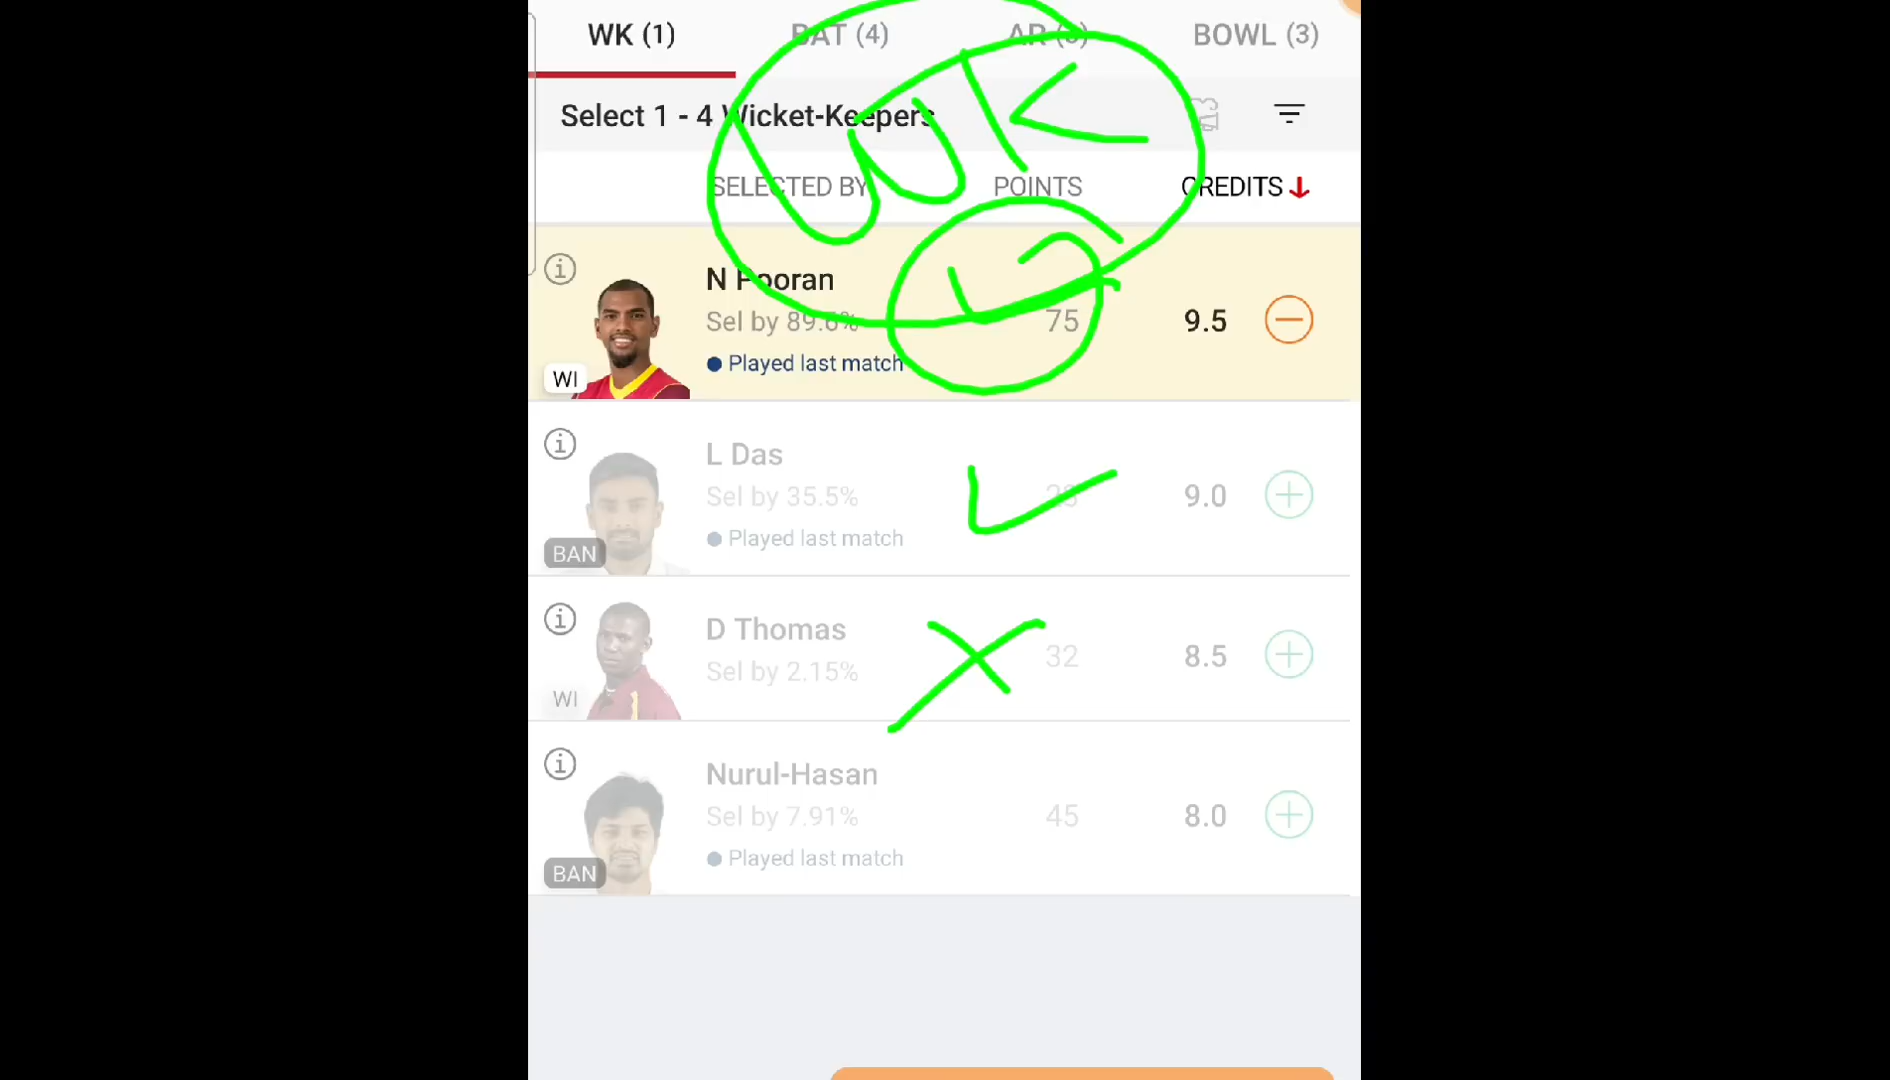 WK (1) BAT (4) AR (3) BOWL (3)
WK
Select 1 - 4 Wicket-Keepers
SELECTED BY POINTS CREDITS
N Pooran
Sel by 89.6% 75 9.5
Played last match
WI
L Das
Sel by 35.5% 9.0
Played last match
BAN
D Thomas
Sel by 2.15% 32 8.5
WI
Nurul-Hasan
Sel by 7.91% 45 8.0
Played last match
BAN